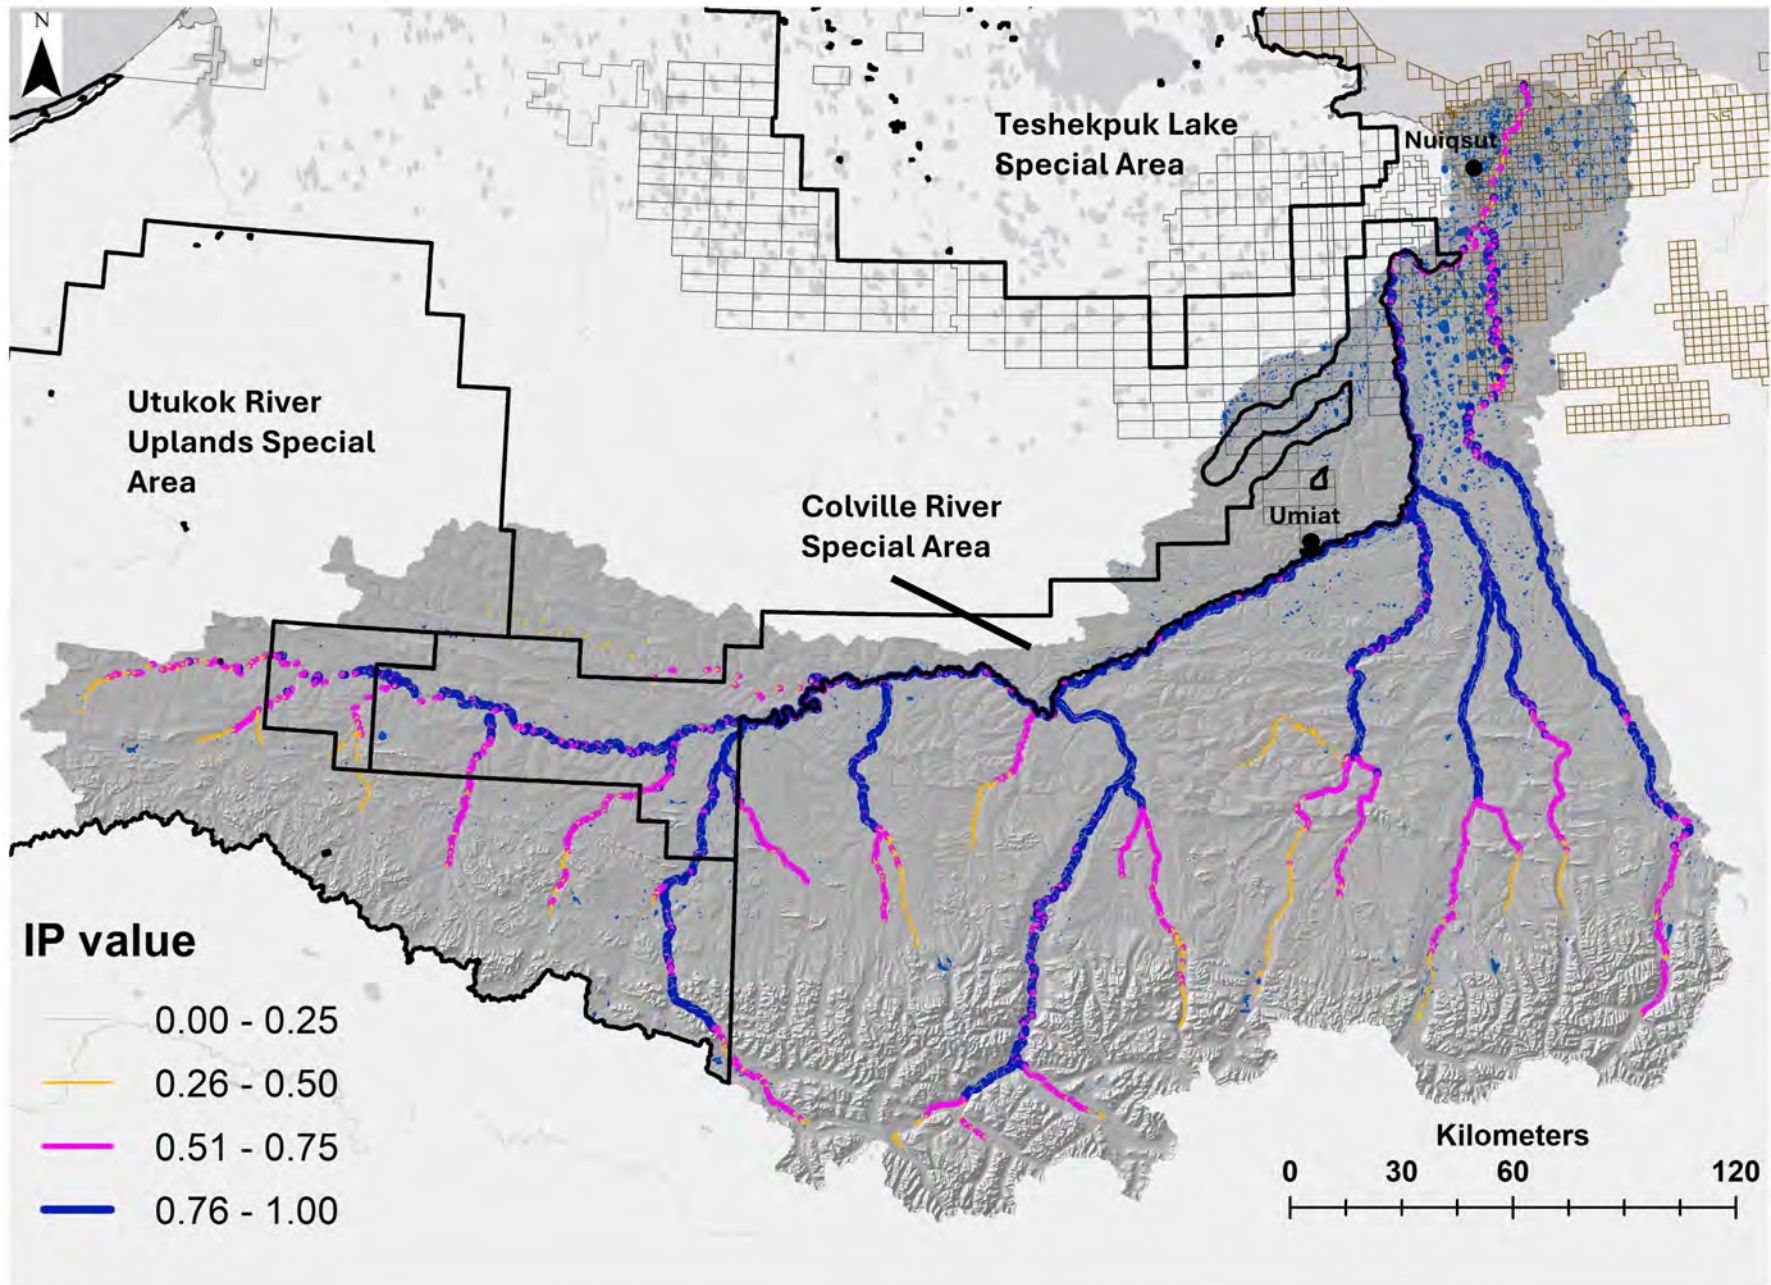 N
Teshekpuk Lake
Special Area
Nuiqsut
Utukok River
Uplands Special
Area
Colville River
Special Area
Umiat
IP value
0.00 - 0.25
0.26 - 0.50
0.51 - 0.75
0.76 - 1.00
Kilometers
0 30 60 120